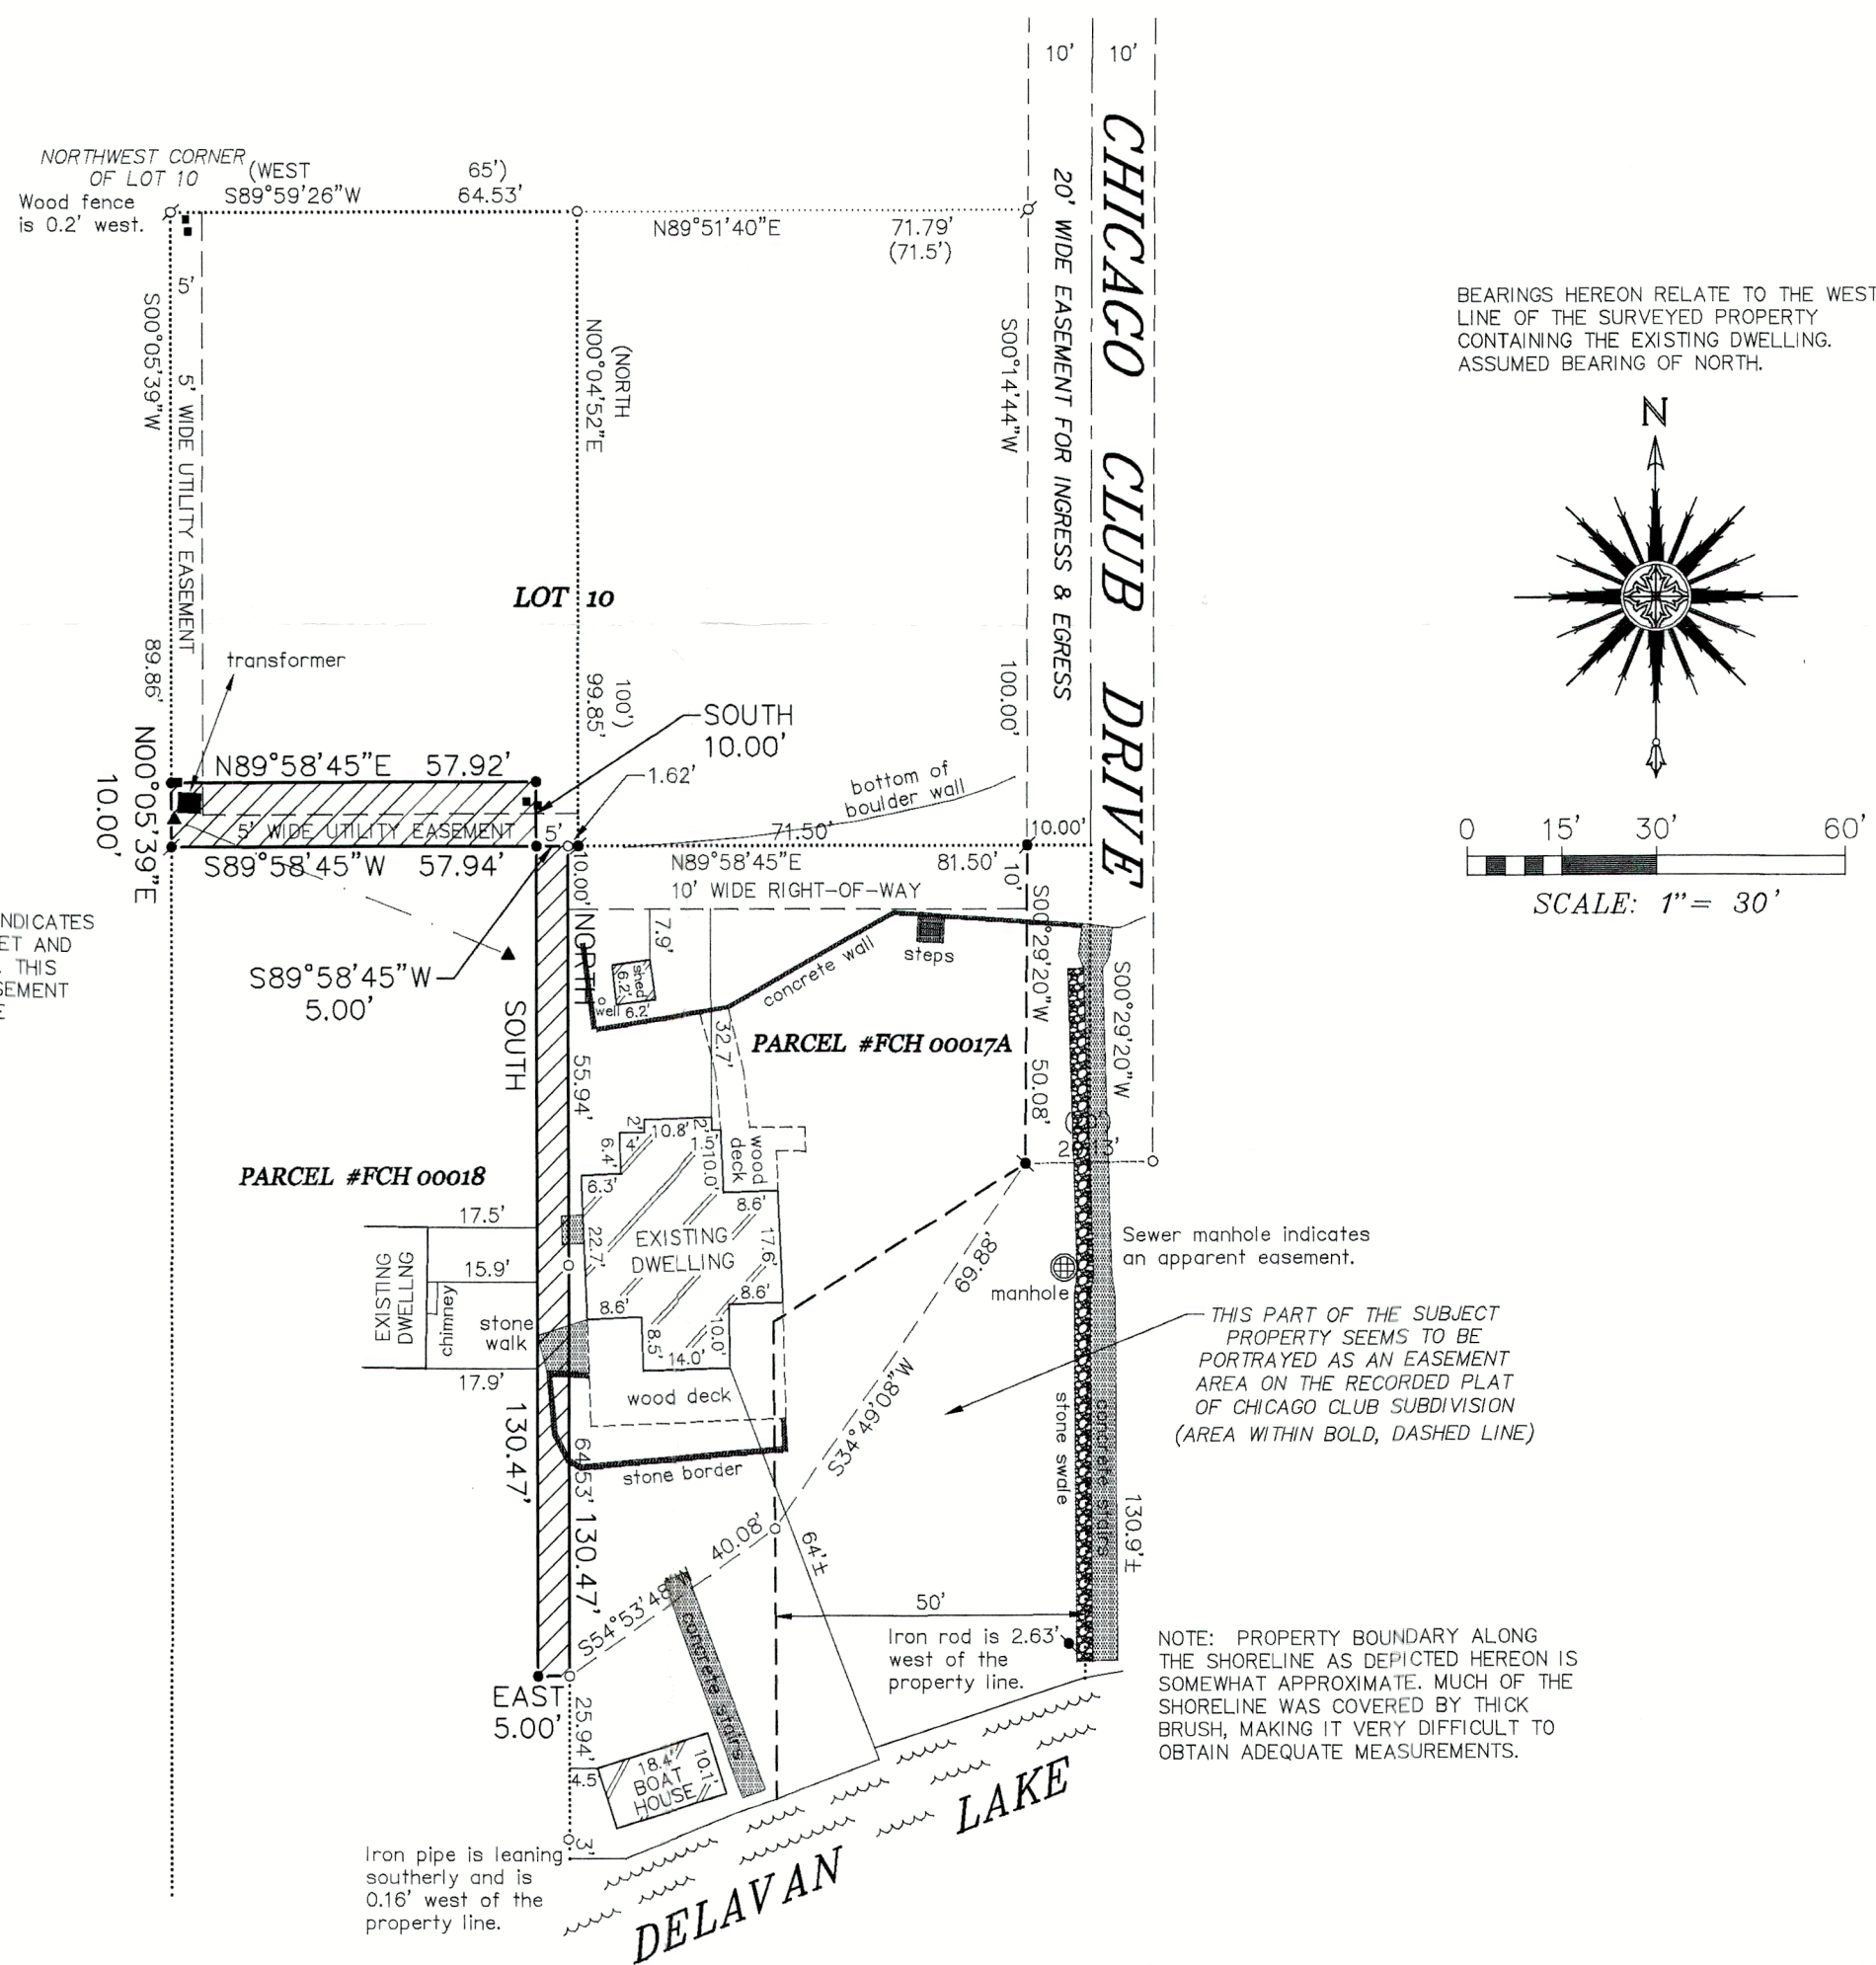 10'
10'
CHICAGO CLUB DRIVE
20' WIDE EASEMENT FOR INGRESS & EGRESS
NORTHWEST CORNER
OF LOT 10
Wood fence
is 0.2' west.
(WEST 65')
S89°59'26"W 64.53'
N89°51'40"E 71.79'
(71.5')
5'
S00°05'39"W 89.86'
5' WIDE UTILITY EASEMENT
(NORTH 100')
N00°04'52"E 99.85'
S00°14'44"W 100.00'
BEARINGS HEREON RELATE TO THE WEST
LINE OF THE SURVEYED PROPERTY
CONTAINING THE EXISTING DWELLING.
ASSUMED BEARING OF NORTH.
N
0 15' 30' 60'
SCALE: 1"= 30'
LOT 10
transformer
SOUTH
10.00'
1.62'
bottom of
boulder wall
N89°58'45"E 57.92'
N00°05'39"E
10.00'
5' WIDE UTILITY EASEMENT
5'
S89°58'45"W 57.94'
71.50'
10.00'
N89°58'45"E 81.50'
10' WIDE RIGHT-OF-WAY
10'
10.00'
NORTH
S00°29'20"W 50.08'
S00°29'20"W
NDICATES
ET AND
THIS
SEMENT
E
S89°58'45"W
5.00'
SOUTH
7.9'
shed
6.2'
6.2'
well
concrete wall
steps
32.7'
PARCEL #FCH 00017A
55.94'
PARCEL #FCH 00018
2'
10.8'
2'
4'
6.4'
1.5'
10.0'
wood
deck
6.3'
8.6'
22.7'
17.6'
EXISTING
DWELLING
8.6'
8.6'
8.5'
10.0'
14.0'
wood deck
17.5'
15.9'
17.9'
EXISTING
DWELLNG
chimney
stone
walk
stone border
130.47'
64.53'
130.47'
69.88'
S34°49'08"W
manhole
Sewer manhole indicates
an apparent easement.
THIS PART OF THE SUBJECT
PROPERTY SEEMS TO BE
PORTRAYED AS AN EASEMENT
AREA ON THE RECORDED PLAT
OF CHICAGO CLUB SUBDIVISION
(AREA WITHIN BOLD, DASHED LINE)
stone swale
concrete stairs
130.9'±
40.08'
S54°53'48"W
64'±
50'
Iron rod is 2.63'
west of the
property line.
NOTE: PROPERTY BOUNDARY ALONG
THE SHORELINE AS DEPICTED HEREON IS
SOMEWHAT APPROXIMATE. MUCH OF THE
SHORELINE WAS COVERED BY THICK
BRUSH, MAKING IT VERY DIFFICULT TO
OBTAIN ADEQUATE MEASUREMENTS.
EAST
5.00'
25.94'
concrete stairs
4.5'
18.4'
10.1'
BOAT
HOUSE
3'
Iron pipe is leaning
southerly and is
0.16' west of the
property line.
DELAVAN LAKE